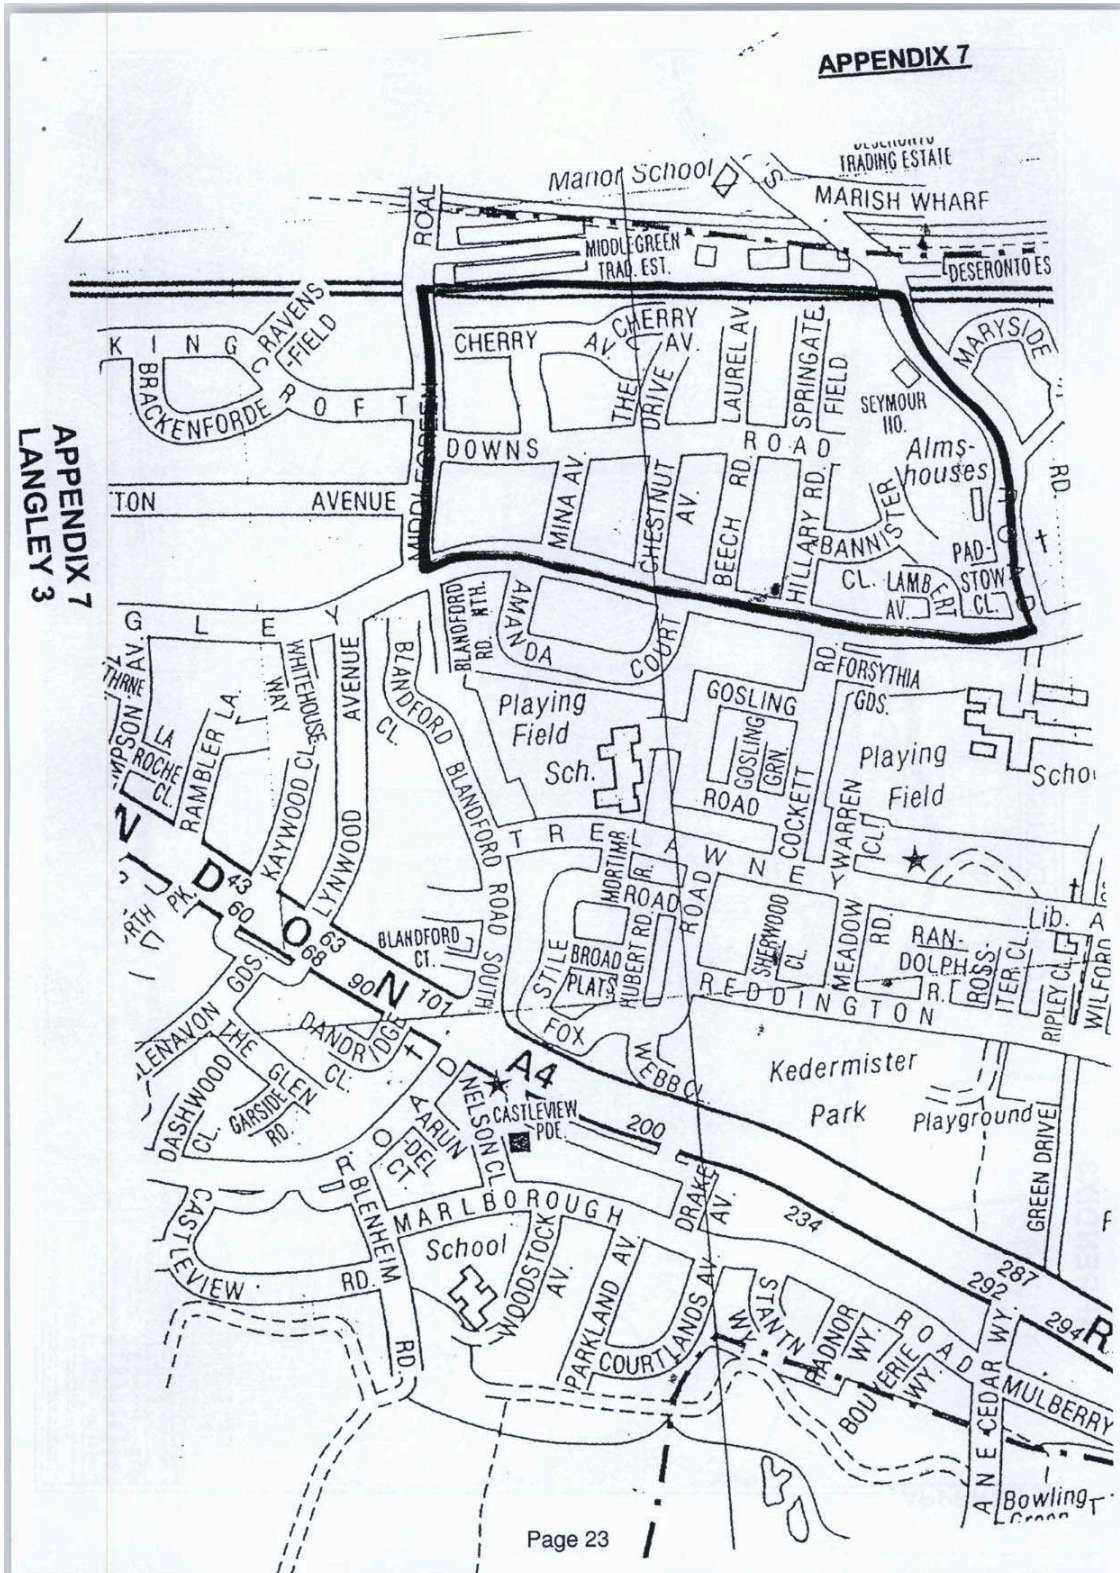 APPENDIX 7
TRADING ESTATE
Manor School
MARISH WHARF
ROAD
MIDDLEGREEN
TRAD. EST.
DESERONTO ES
RAVENS
FIELD
KINGCROFT
BRACKENFORDE
CHERRY AV.
CHERRY AV.
THE DRIVE
LAUREL AV
SPRINGATE FIELD
MARYSIDE
SEYMOUR
HO.
Alms-
houses
DOWNS ROAD
MIDDLEGREEN
TON AVENUE
MINA AV.
CHESTNUT AV.
BEECH RD.
HILLARY RD.
BANNISTER CL.
LAMBERT AV.
PAD-
STOW
CL.
ROAD
RD.
APPENDIX 7
LANGLEY 3
GLEY
BLANDFORD RD. NTH.
AMANDA COURT
WHITEHOUSE WAY
AVENUE
LYNWOOD
BLANDFORD CL.
LA ROCHE CL.
RAMBLER LA.
KAYWOOD CL.
Playing
Field
Sch.
GOSLING ROAD
GOSLING GRN.
COCKETT RD.
FORSYTHIA
GDS.
Playing
Field
WARREN CL.
BLANDFORD ROAD SOUTH
TRELAWNEY
MORTIMR. R.
ROAD
ROAD
HUBERT RD.
BROAD
PLATS
STILE
FOX
WEBB CL.
SHERWOOD CL.
MEADOW RD.
RAN-
DOLPH
R.
ROSS.
ITER CL.
RIPLEY CL.
WILFORD
Lib.
REDDINGTON
BLANDFORD
CT.
D
43
60
PK.
O
63
68
N
90
101
GDS.
THE GLEN
DASHWOOD CL.
GARSIDE RD.
A4
NELSON CL.
CASTLEVIEW
PDE.
200
ARUN
-DEL
CT.
Kedermister
Park
Playground
GREEN DRIVE
DRAKE AV.
234
287
292
294
R
MARLBOROUGH ROAD
BLENHEIM RD.
CASTLEVIEW RD.
School
WOODSTOCK AV.
PARKLAND AV.
COURTLANDS AV
STANTN WY.
RADNOR WY.
BOUVERIE WY.
CEDAR WY
MULBERRY
ANE
Bowling
Page 23